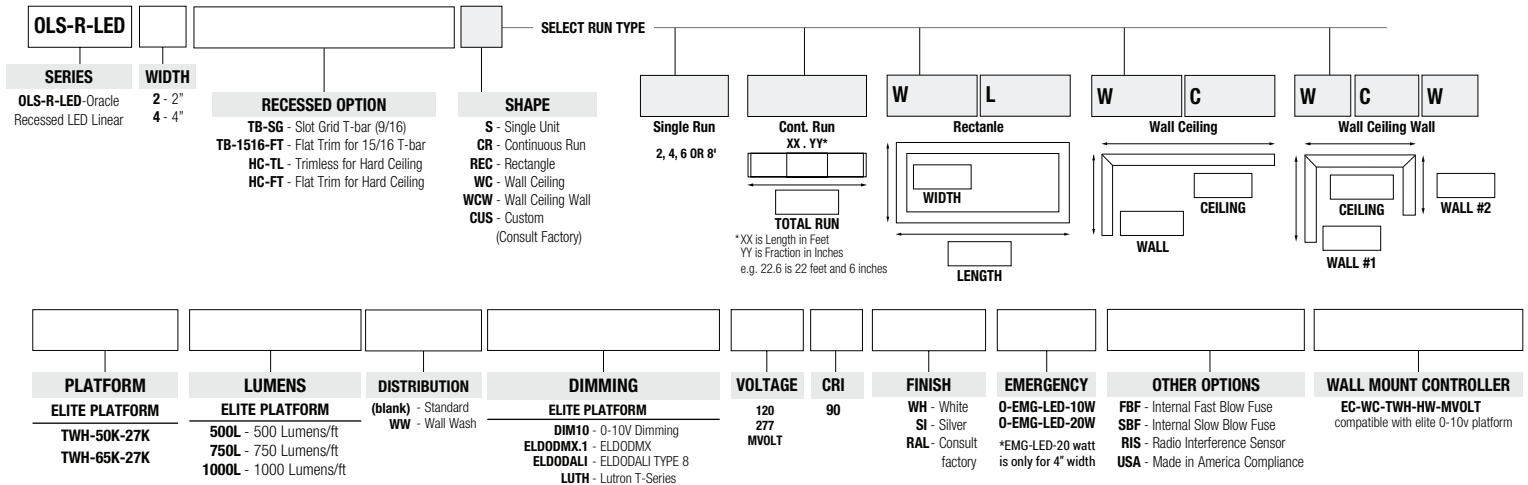 OLS-R-LED
SELECT RUN TYPE
SERIES
OLS-R-LED-Oracle
Recessed LED Linear
WIDTH
2 - 2"
4 - 4"
RECESSED OPTION
TB-SG - Slot Grid T-bar (9/16)
TB-1516-FT - Flat Trim for 15/16 T-bar
HC-TL - Trimless for Hard Ceiling
HC-FT - Flat Trim for Hard Ceiling
SHAPE
S - Single Unit
CR - Continuous Run
REC - Rectangle
WC - Wall Ceiling
WCW - Wall Ceiling Wall
CUS - Custom
(Consult Factory)
Single Run
2, 4, 6 OR 8'
Cont. Run
XX . YY*
TOTAL RUN
*XX is Length in Feet
YY is Fraction in Inches
e.g. 22.6 is 22 feet and 6 inches
W L
Rectanle
WIDTH
LENGTH
W C
Wall Ceiling
CEILING
WALL
W C W
Wall Ceiling Wall
CEILING
WALL #2
WALL #1
PLATFORM
ELITE PLATFORM
TWH-50K-27K
TWH-65K-27K
LUMENS
ELITE PLATFORM
500L - 500 Lumens/ft
750L - 750 Lumens/ft
1000L - 1000 Lumens/ft
DISTRIBUTION
(blank) - Standard
WW - Wall Wash
DIMMING
ELITE PLATFORM
DIM10 - 0-10V Dimming
ELDODMX.1 - ELDODMX
ELDODALI - ELDODALI TYPE 8
LUTH - Lutron T-Series
VOLTAGE
120
277
MVOLT
CRI
90
FINISH
WH - White
SI - Silver
RAL - Consult
factory
EMERGENCY
O-EMG-LED-10W
O-EMG-LED-20W
*EMG-LED-20 watt
is only for 4" width
OTHER OPTIONS
FBF - Internal Fast Blow Fuse
SBF - Internal Slow Blow Fuse
RIS - Radio Interference Sensor
USA - Made in America Compliance
WALL MOUNT CONTROLLER
EC-WC-TWH-HW-MVOLT
compatible with elite 0-10v platform